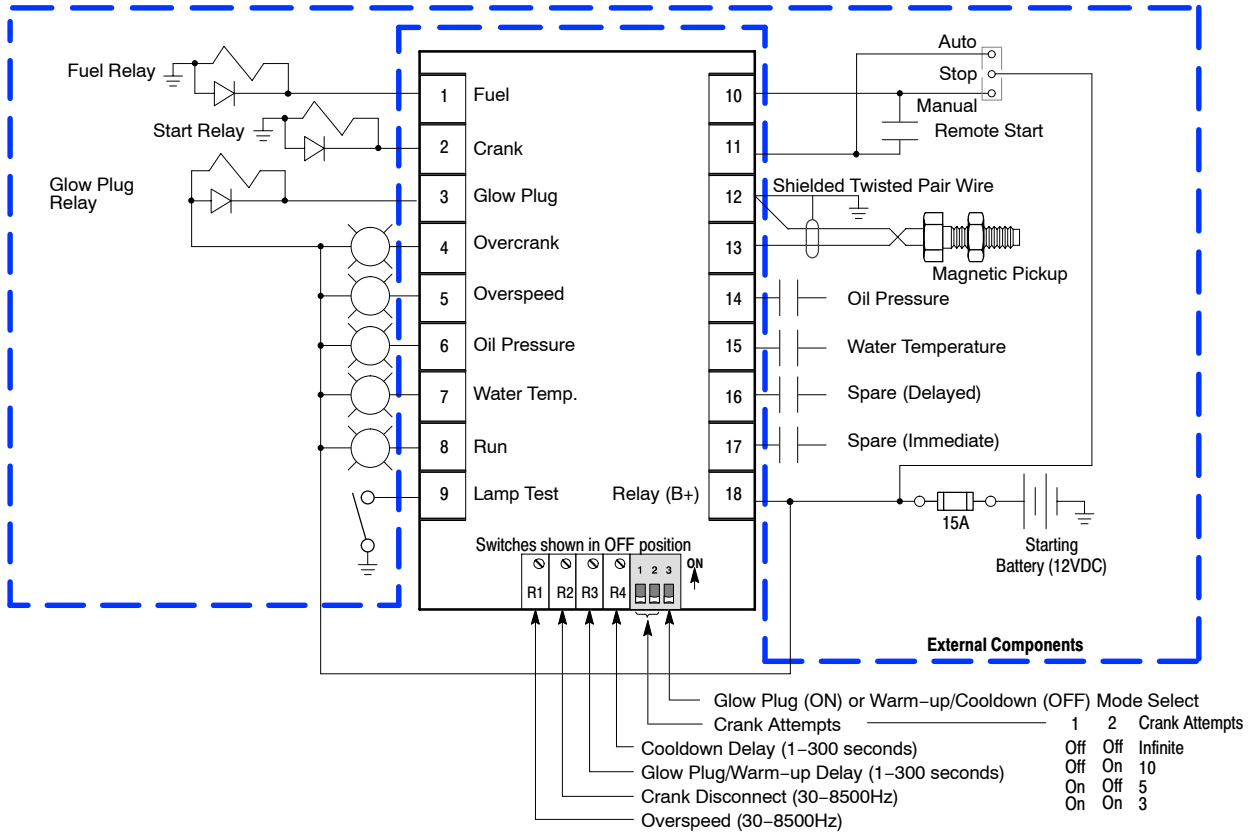 Fuel Relay
Start Relay
Glow Plug
Relay
1 Fuel
2 Crank
3 Glow Plug
4 Overcrank
5 Overspeed
6 Oil Pressure
7 Water Temp.
8 Run
9 Lamp Test
Relay (B+) 18
10
11
12
13
14
15
16
17
Auto
Stop
Manual
Remote Start
Shielded Twisted Pair Wire
Magnetic Pickup
Oil Pressure
Water Temperature
Spare (Delayed)
Spare (Immediate)
15A
Starting
Battery (12VDC)
Switches shown in OFF position
1 2 3
ON
R1 R2 R3 R4
External Components
Glow Plug (ON) or Warm−up/Cooldown (OFF) Mode Select
Crank Attempts
Cooldown Delay (1−300 seconds)
Glow Plug/Warm−up Delay (1−300 seconds)
Crank Disconnect (30−8500Hz)
Overspeed (30−8500Hz)
1 2 Crank Attempts
Off Off Infinite
Off On 10
On Off 5
On On 3